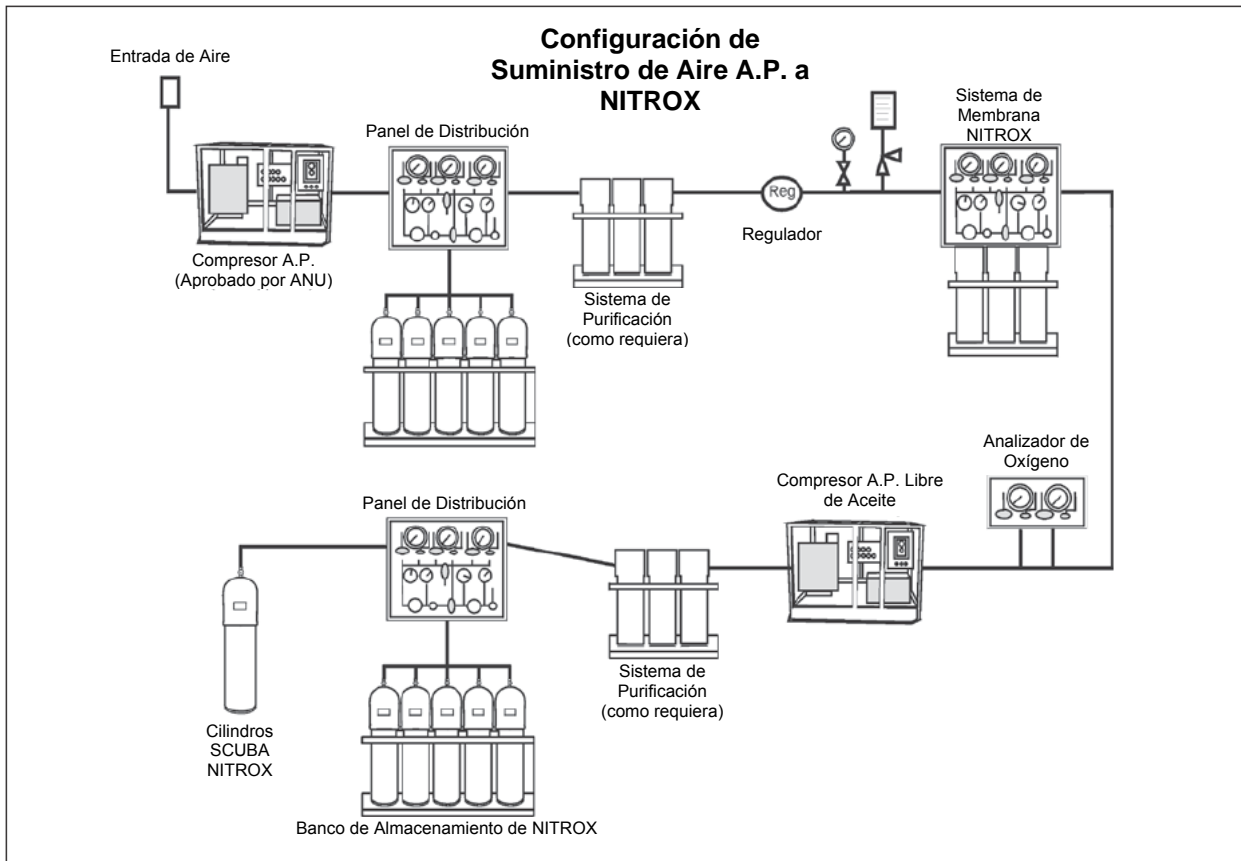 Configuración de
Suministro de Aire A.P. a
NITROX
Entrada de Aire
Panel de Distribución
Sistema de
Membrana
NITROX
Reg
Regulador
Compresor A.P.
(Aprobado por ANU)
Sistema de
Purificación
(como requiera)
Analizador de
Oxígeno
Compresor A.P. Libre
de Aceite
Panel de Distribución
Sistema de
Purificación
(como requiera)
Cilindros
SCUBA
NITROX
Banco de Almacenamiento de NITROX